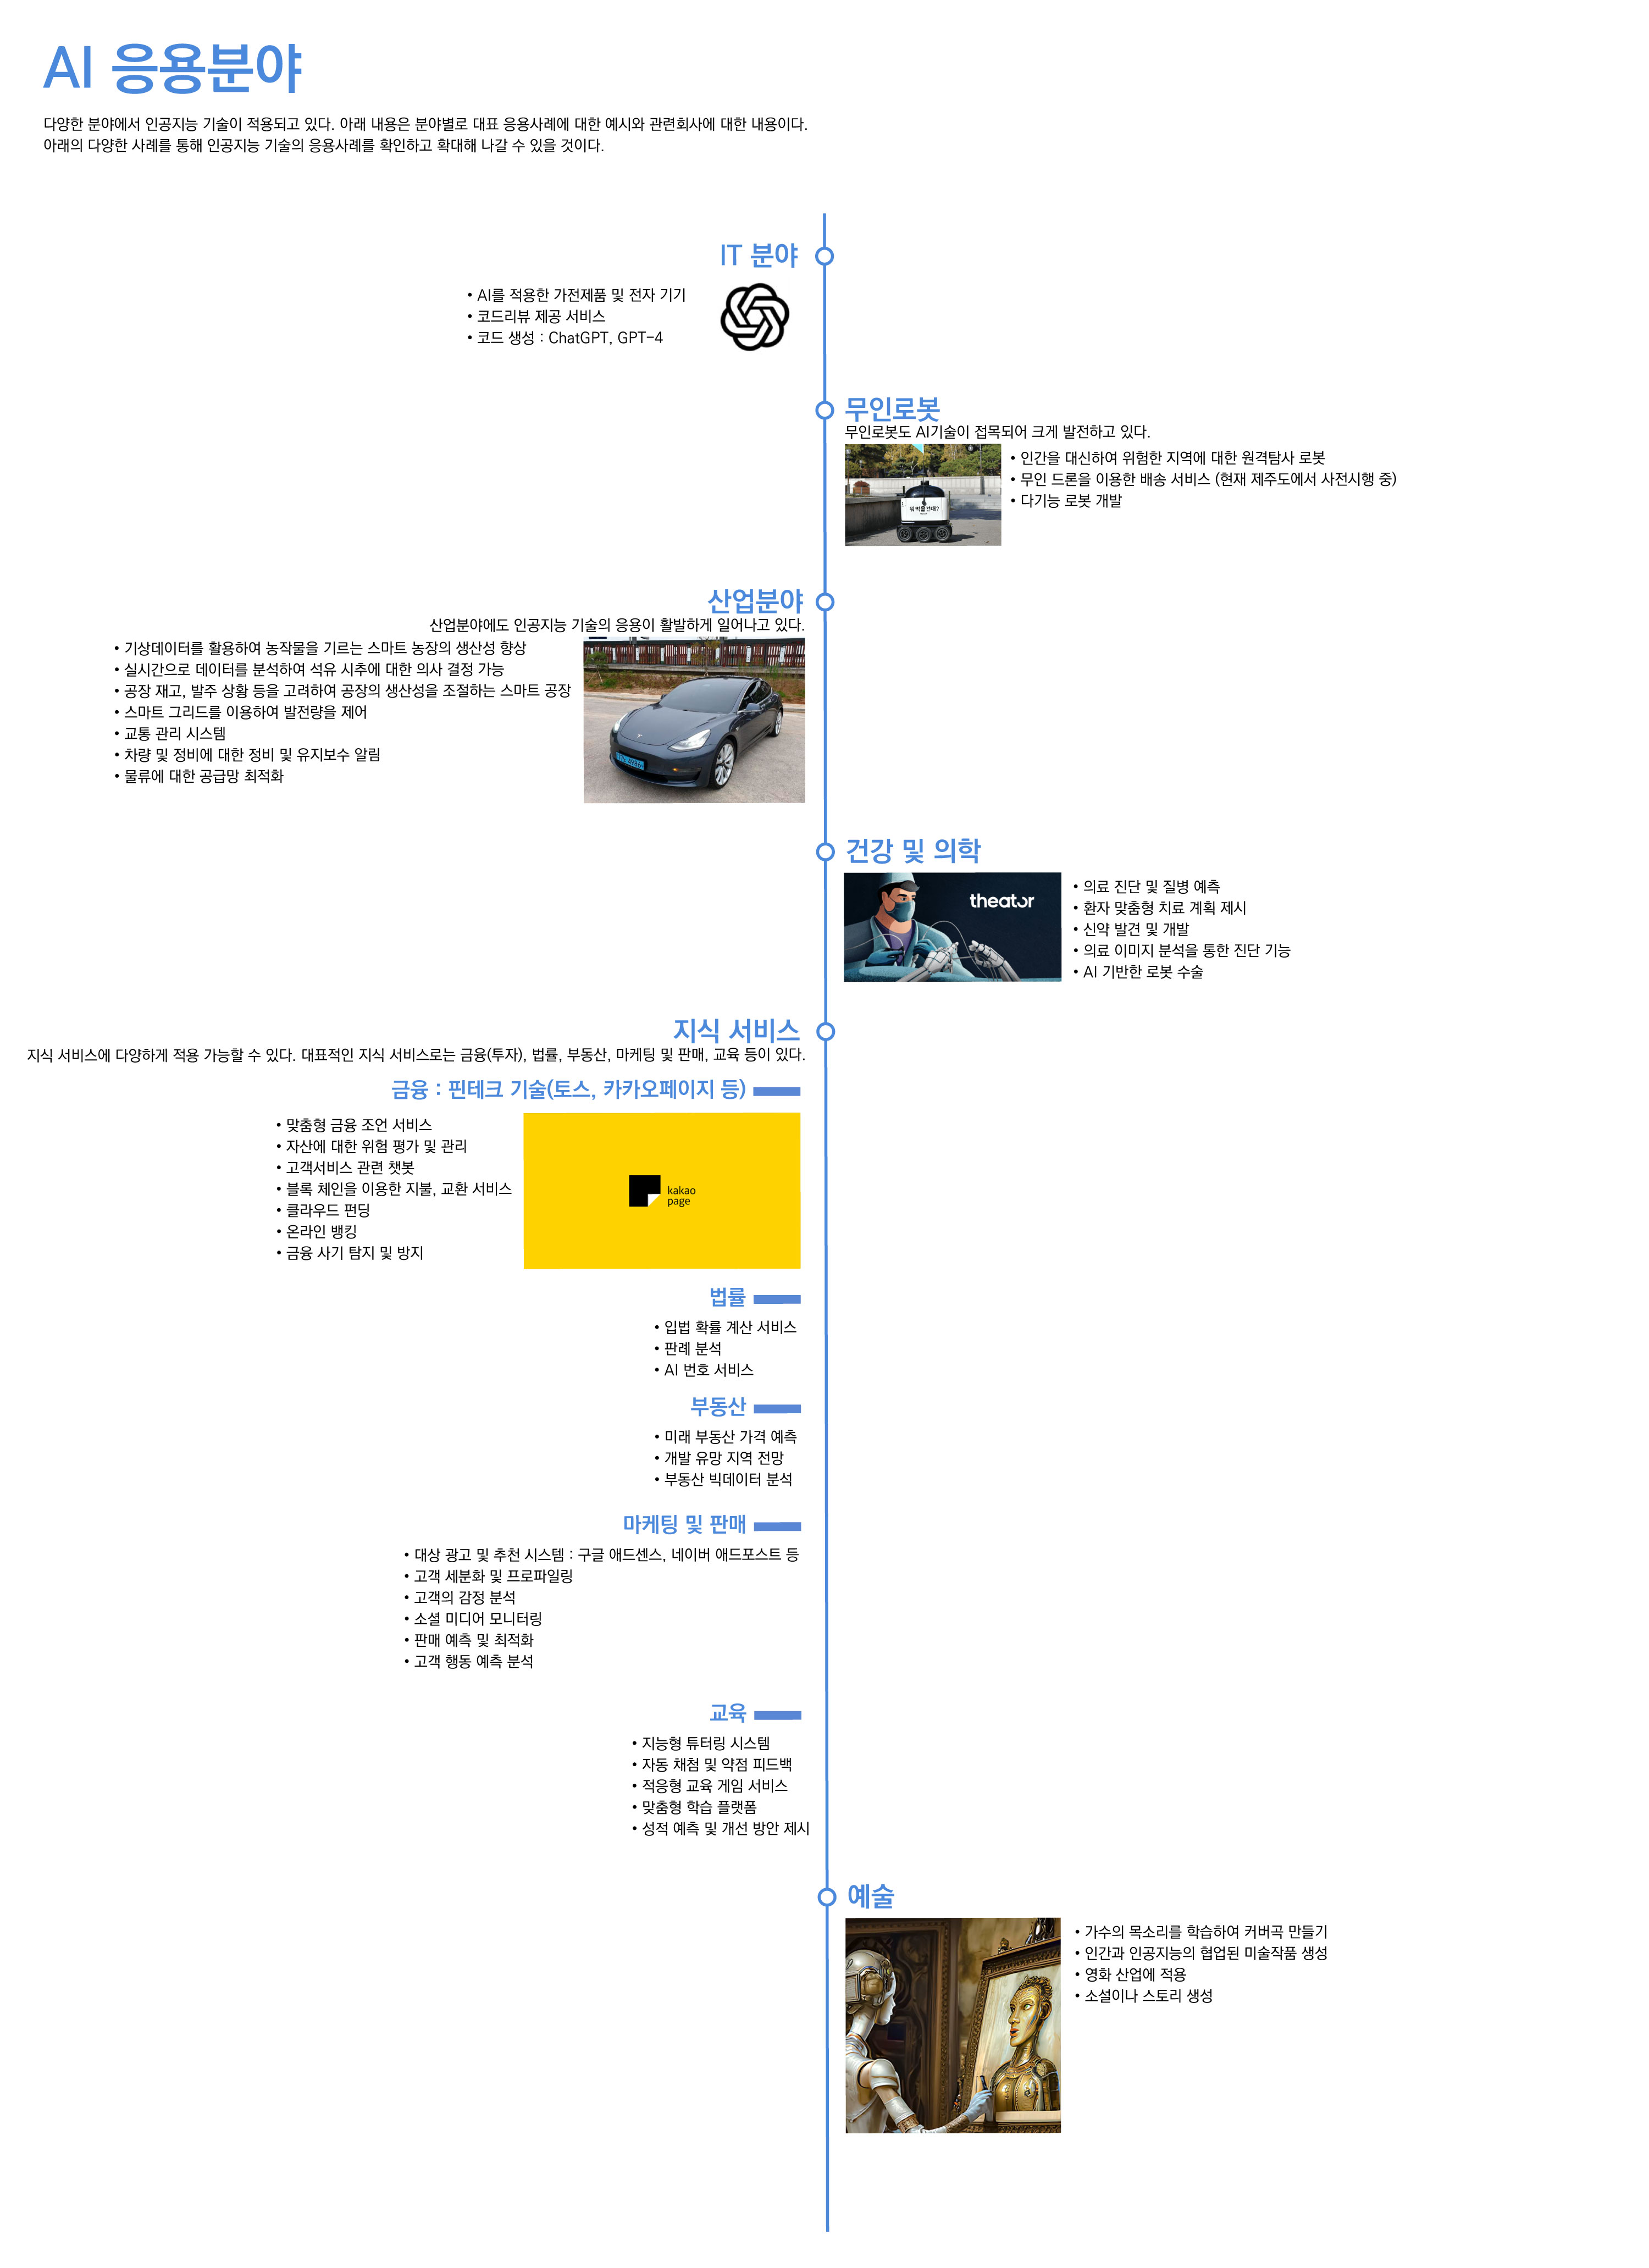 AI 응용분야
다양한 분야에서 인공지능 기술이 적용되고 있다. 아래 내용은 분야별로 대표 응용사례에 대한 예시와 관련회사에 대한 내용이다.
아래의 다양한 사례를 통해 인공지능 기술의 응용사례를 확인하고 확대해 나갈 수 있을 것이다.
IT 분야
• AI를 적용한 가전제품 및 전자 기기
• 코드리뷰 제공 서비스
• 코드 생성 : ChatGPT, GPT-4
무인로봇
무인로봇도 AI기술이 접목되어 크게 발전하고 있다.
• 인간을 대신하여 위험한 지역에 대한 원격탐사 로봇
• 무인 드론을 이용한 배송 서비스 (현재 제주도에서 사전시행 중)
• 다기능 로봇 개발
산업분야
산업분야에도 인공지능 기술의 응용이 활발하게 일어나고 있다.
• 기상데이터를 활용하여 농작물을 기르는 스마트 농장의 생산성 향상
• 실시간으로 데이터를 분석하여 석유 시추에 대한 의사 결정 가능
• 공장 재고, 발주 상황 등을 고려하여 공장의 생산성을 조절하는 스마트 공장
• 스마트 그리드를 이용하여 발전량을 제어
• 교통 관리 시스템
• 차량 및 정비에 대한 정비 및 유지보수 알림
• 물류에 대한 공급망 최적화
건강 및 의학
theator
• 의료 진단 및 질병 예측
• 환자 맞춤형 치료 계획 제시
• 신약 발견 및 개발
• 의료 이미지 분석을 통한 진단 기능
• AI 기반한 로봇 수술
지식 서비스
지식 서비스에 다양하게 적용 가능할 수 있다. 대표적인 지식 서비스로는 금융(투자), 법률, 부동산, 마케팅 및 판매, 교육 등이 있다.
금융 : 핀테크 기술(토스, 카카오페이지 등)
• 맞춤형 금융 조언 서비스
• 자산에 대한 위험 평가 및 관리
• 고객서비스 관련 챗봇
• 블록 체인을 이용한 지불, 교환 서비스
• 클라우드 펀딩
• 온라인 뱅킹
• 금융 사기 탐지 및 방지
kakao
page
법률
• 입법 확률 계산 서비스
• 판례 분석
• AI 번호 서비스
부동산
• 미래 부동산 가격 예측
• 개발 유망 지역 전망
• 부동산 빅데이터 분석
마케팅 및 판매
• 대상 광고 및 추천 시스템 : 구글 애드센스, 네이버 애드포스트 등
• 고객 세분화 및 프로파일링
• 고객의 감정 분석
• 소셜 미디어 모니터링
• 판매 예측 및 최적화
• 고객 행동 예측 분석
교육
• 지능형 튜터링 시스템
• 자동 채첨 및 약점 피드백
• 적응형 교육 게임 서비스
• 맞춤형 학습 플랫폼
• 성적 예측 및 개선 방안 제시
예술
• 가수의 목소리를 학습하여 커버곡 만들기
• 인간과 인공지능의 협업된 미술작품 생성
• 영화 산업에 적용
• 소설이나 스토리 생성